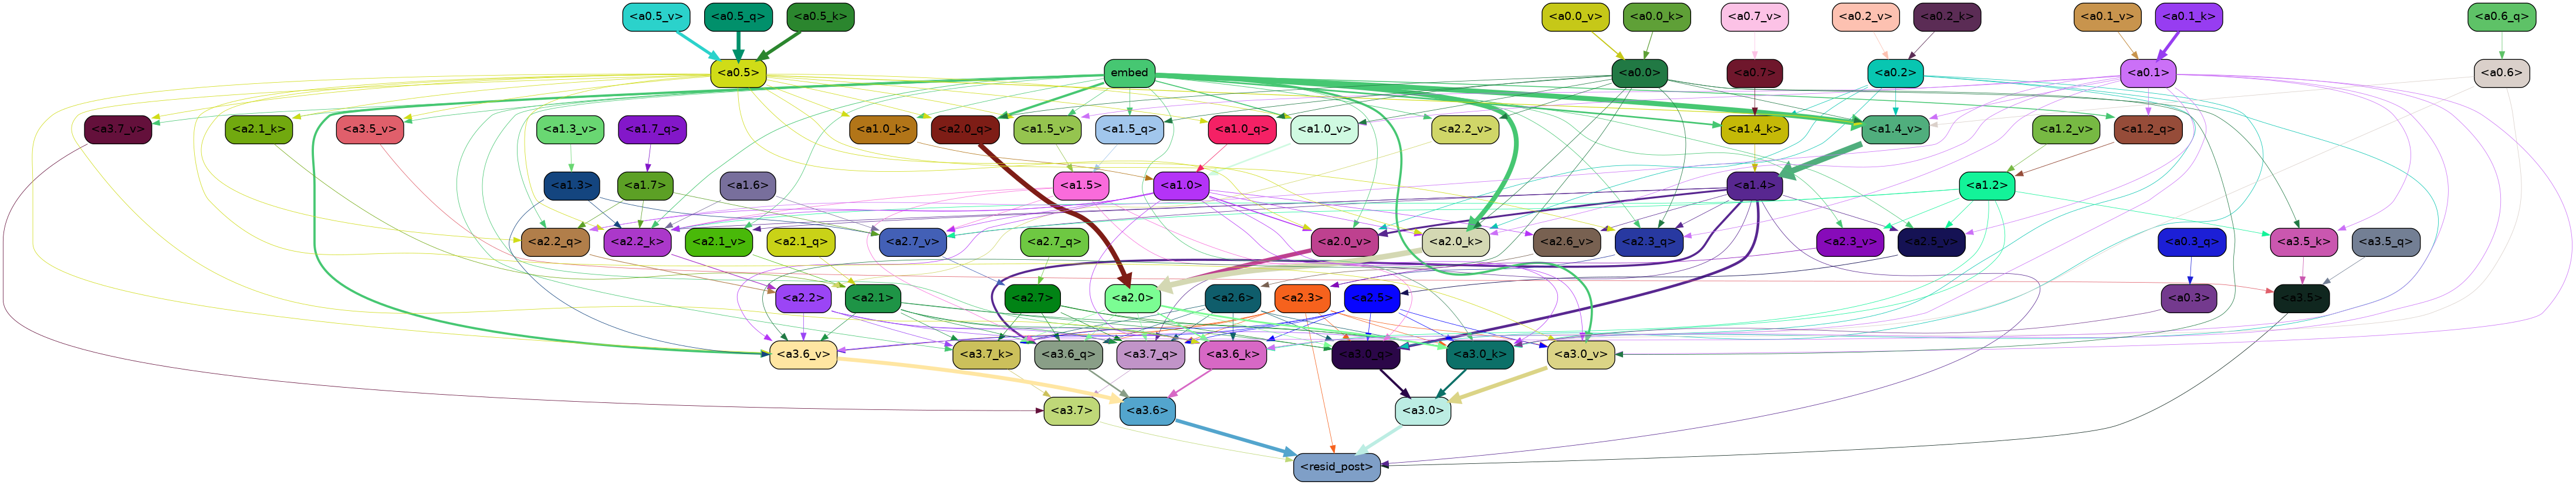 <a0.5_v> <a0.5_q> <a0.5_k> <a0.0_v> <a0.0_k> <a0.7_v> <a0.2_v> <a0.2_k> <a0.1_v> <a0.1_k> <a0.6_q>
<a0.5> embed <a0.0> <a0.7> <a0.2> <a0.1> <a0.6>
<a3.7_v> <a2.1_k> <a3.5_v> <a1.3_v> <a1.7_q> <a1.0_k> <a2.0_q> <a1.5_v> <a1.5_q> <a1.0_q> <a1.0_v> <a2.2_v> <a1.4_k> <a1.4_v> <a1.2_v> <a1.2_q>
<a1.3> <a1.7> <a1.6> <a1.5> <a1.0> <a1.4> <a1.2>
<a2.2_q> <a2.2_k> <a2.1_v> <a2.1_q> <a2.7_v> <a2.7_q> <a2.0_v> <a2.0_k> <a2.6_v> <a2.3_q> <a2.3_v> <a2.5_v> <a0.3_q> <a3.5_k> <a3.5_q>
<a2.2> <a2.1> <a2.7> <a2.0> <a2.6> <a2.3> <a2.5> <a0.3> <a3.5>
<a3.6_v> <a3.7_k> <a3.6_q> <a3.7_q> <a3.6_k> <a3.0_q> <a3.0_k> <a3.0_v>
<a3.7> <a3.6> <a3.0>
<resid_post>